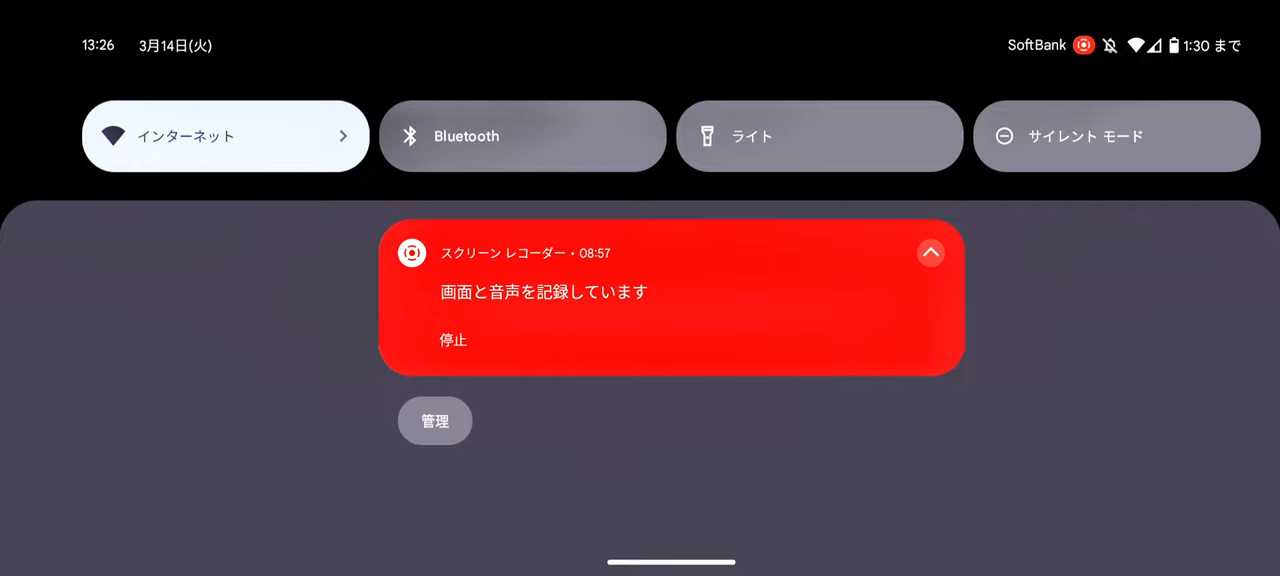 13:26 3月14日(火) SoftBank 1:30 まで
インターネット Bluetooth ライト サイレント モード
スクリーン レコーダー • 08:57
画面と音声を記録しています
停止
管理